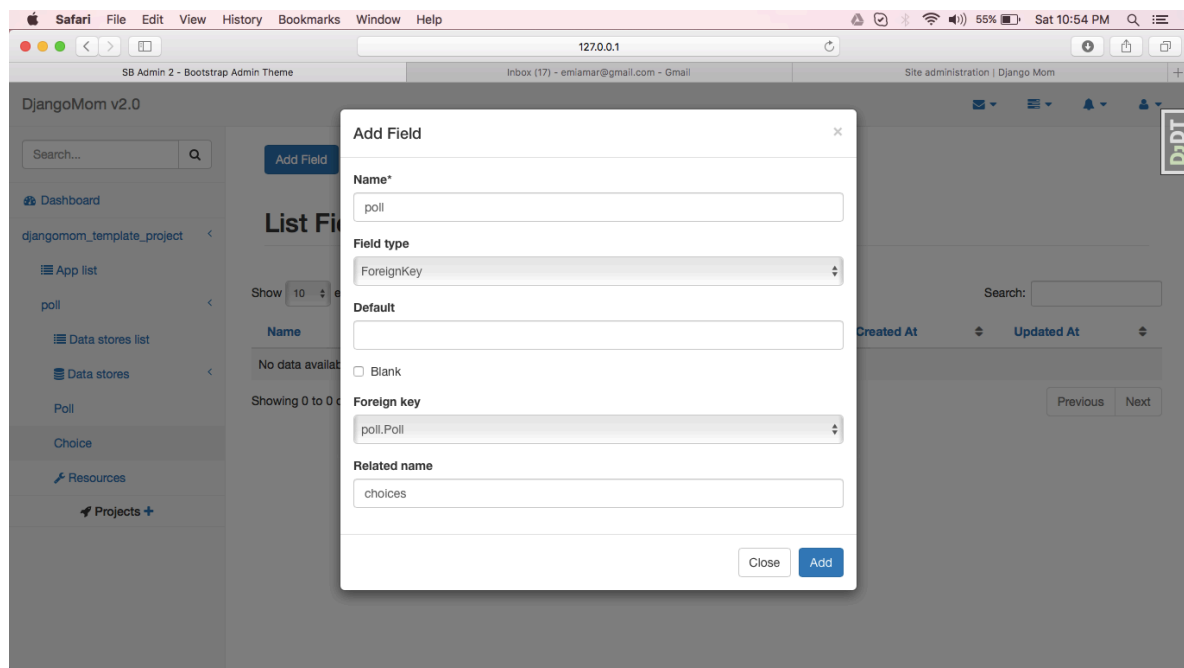 Safari File Edit View History Bookmarks Window Help 55% Sat 10:54 PM
127.0.0.1
SB Admin 2 - Bootstrap Admin Theme Inbox (17) - emiamar@gmail.com - Gmail Site administration | Django Mom
DjangoMom v2.0
DjDT
Search...
Dashboard
djangomom_template_project
App list
poll
Data stores list
Data stores
Poll
Choice
Resources
Projects
Add Field
List Fi
Show 10 e
Search:
Name Created At Updated At
No data availab
Showing 0 to 0 o
Previous Next
Add Field ×
Name*
poll
Field type
ForeignKey
Default
Blank
Foreign key
poll.Poll
Related name
choices
Close Add